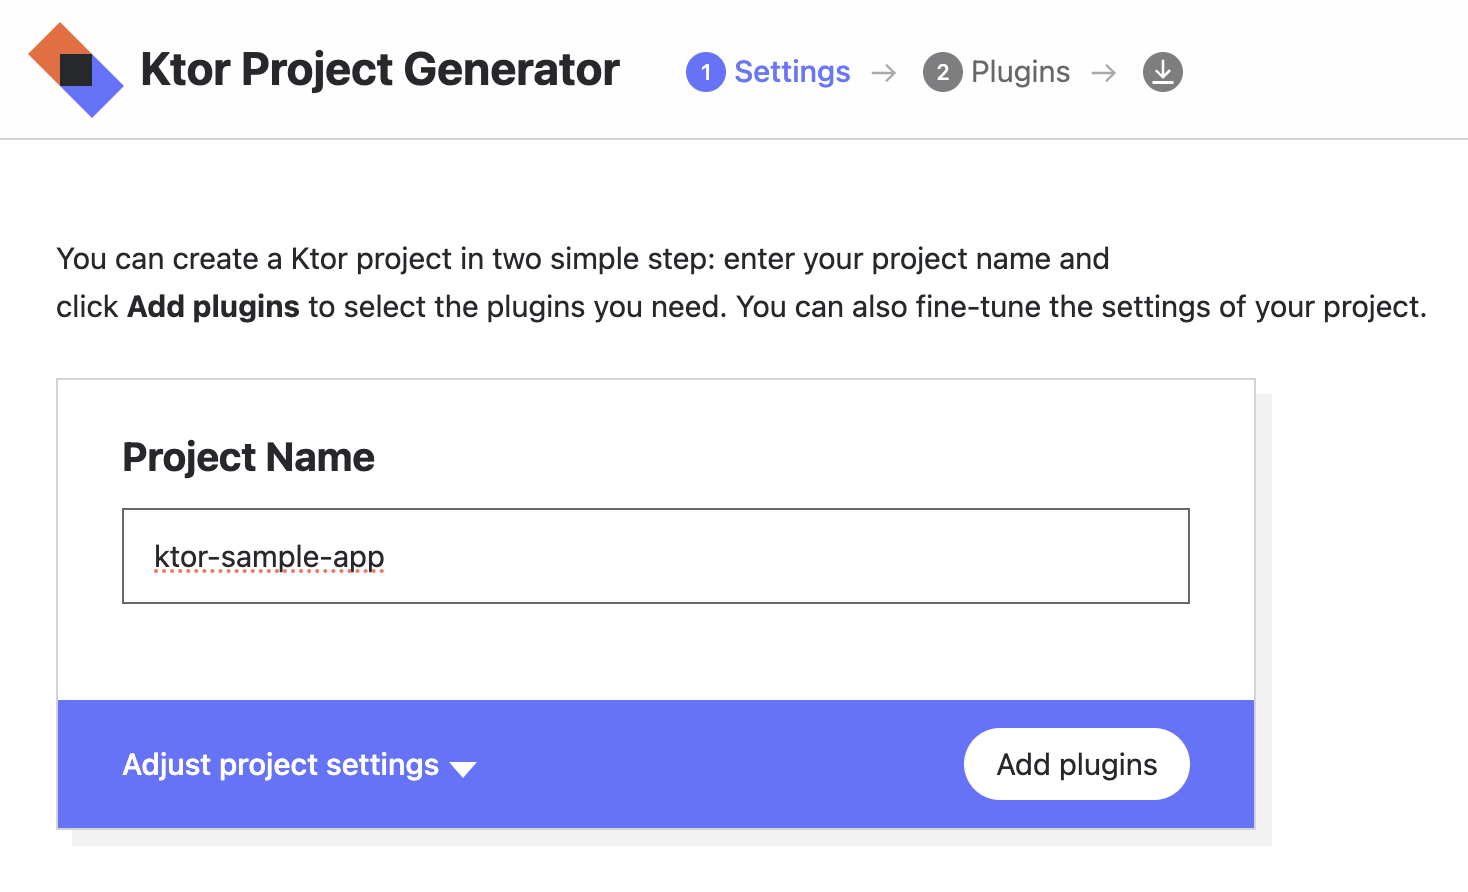 Ktor Project Generator
1 Settings → 2 Plugins →
You can create a Ktor project in two simple step: enter your project name and
click Add plugins to select the plugins you need. You can also fine-tune the settings of your project.
Project Name
ktor-sample-app
Adjust project settings
Add plugins